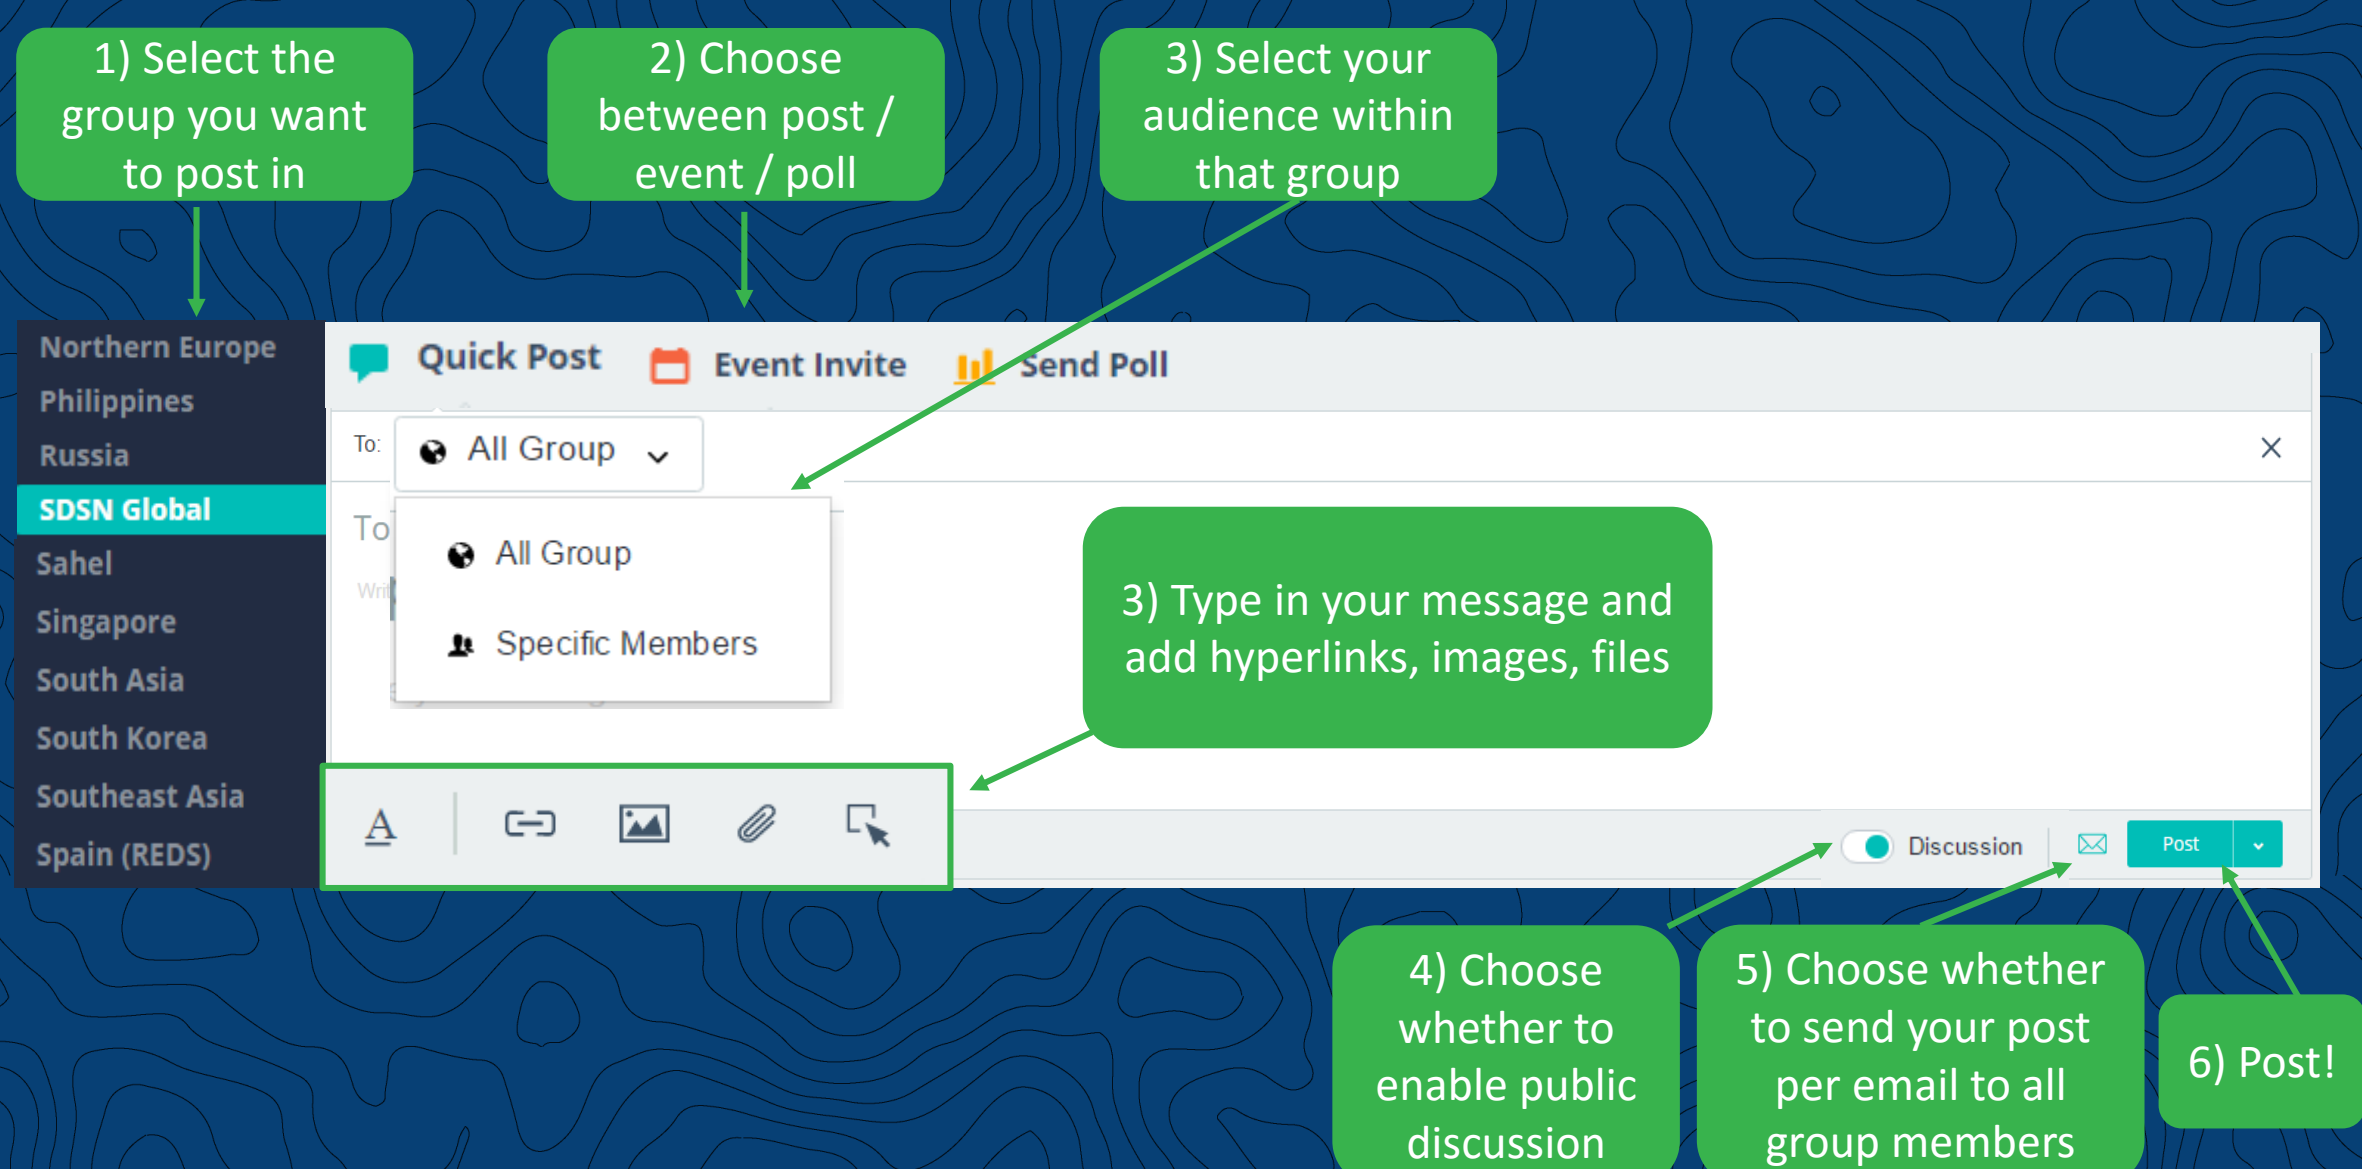 1) Select the
group you want
to post in
2) Choose
between post /
event / poll
3) Select your
audience within
that group
Northern Europe
Philippines
Russia
SDSN Global
Sahel
Singapore
South Asia
South Korea
Southeast Asia
Spain (REDS)
Quick Post
Event Invite
Send Poll
To:
All Group
To
All Group
Specific Members
3) Type in your message and
add hyperlinks, images, files
A
Discussion
Post
4) Choose
whether to
enable public
discussion
5) Choose whether
to send your post
per email to all
group members
6) Post!